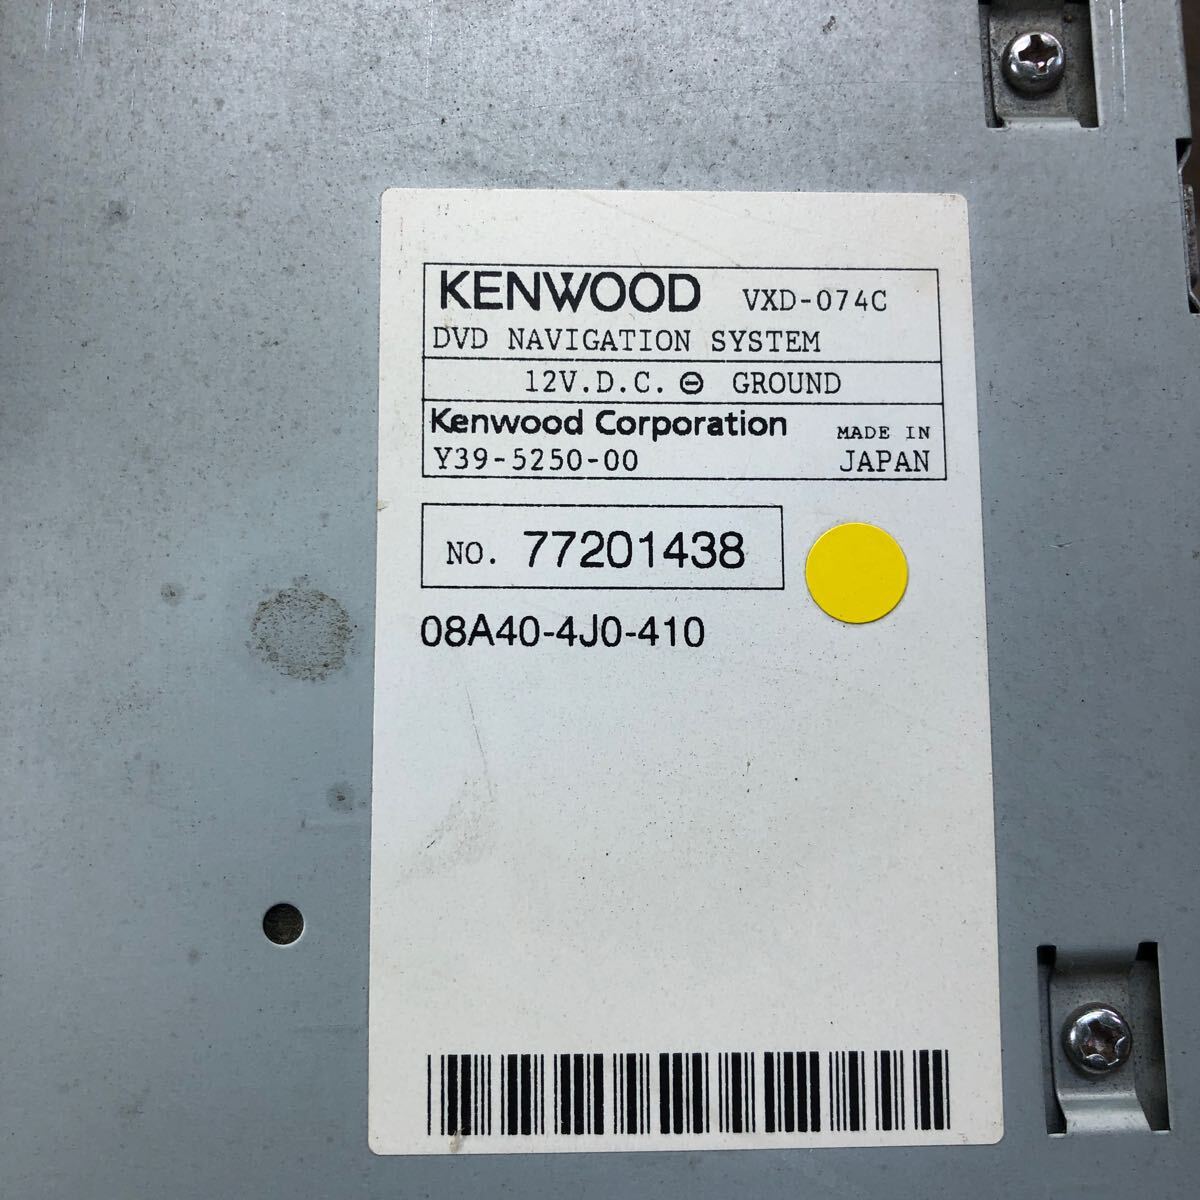 KENWOOD VXD-074C
DVD NAVIGATION SYSTEM
12V.D.C. ⊖ GROUND
Kenwood Corporation MADE IN
Y39-5250-00 JAPAN
NO. 77201438
08A40-4J0-410